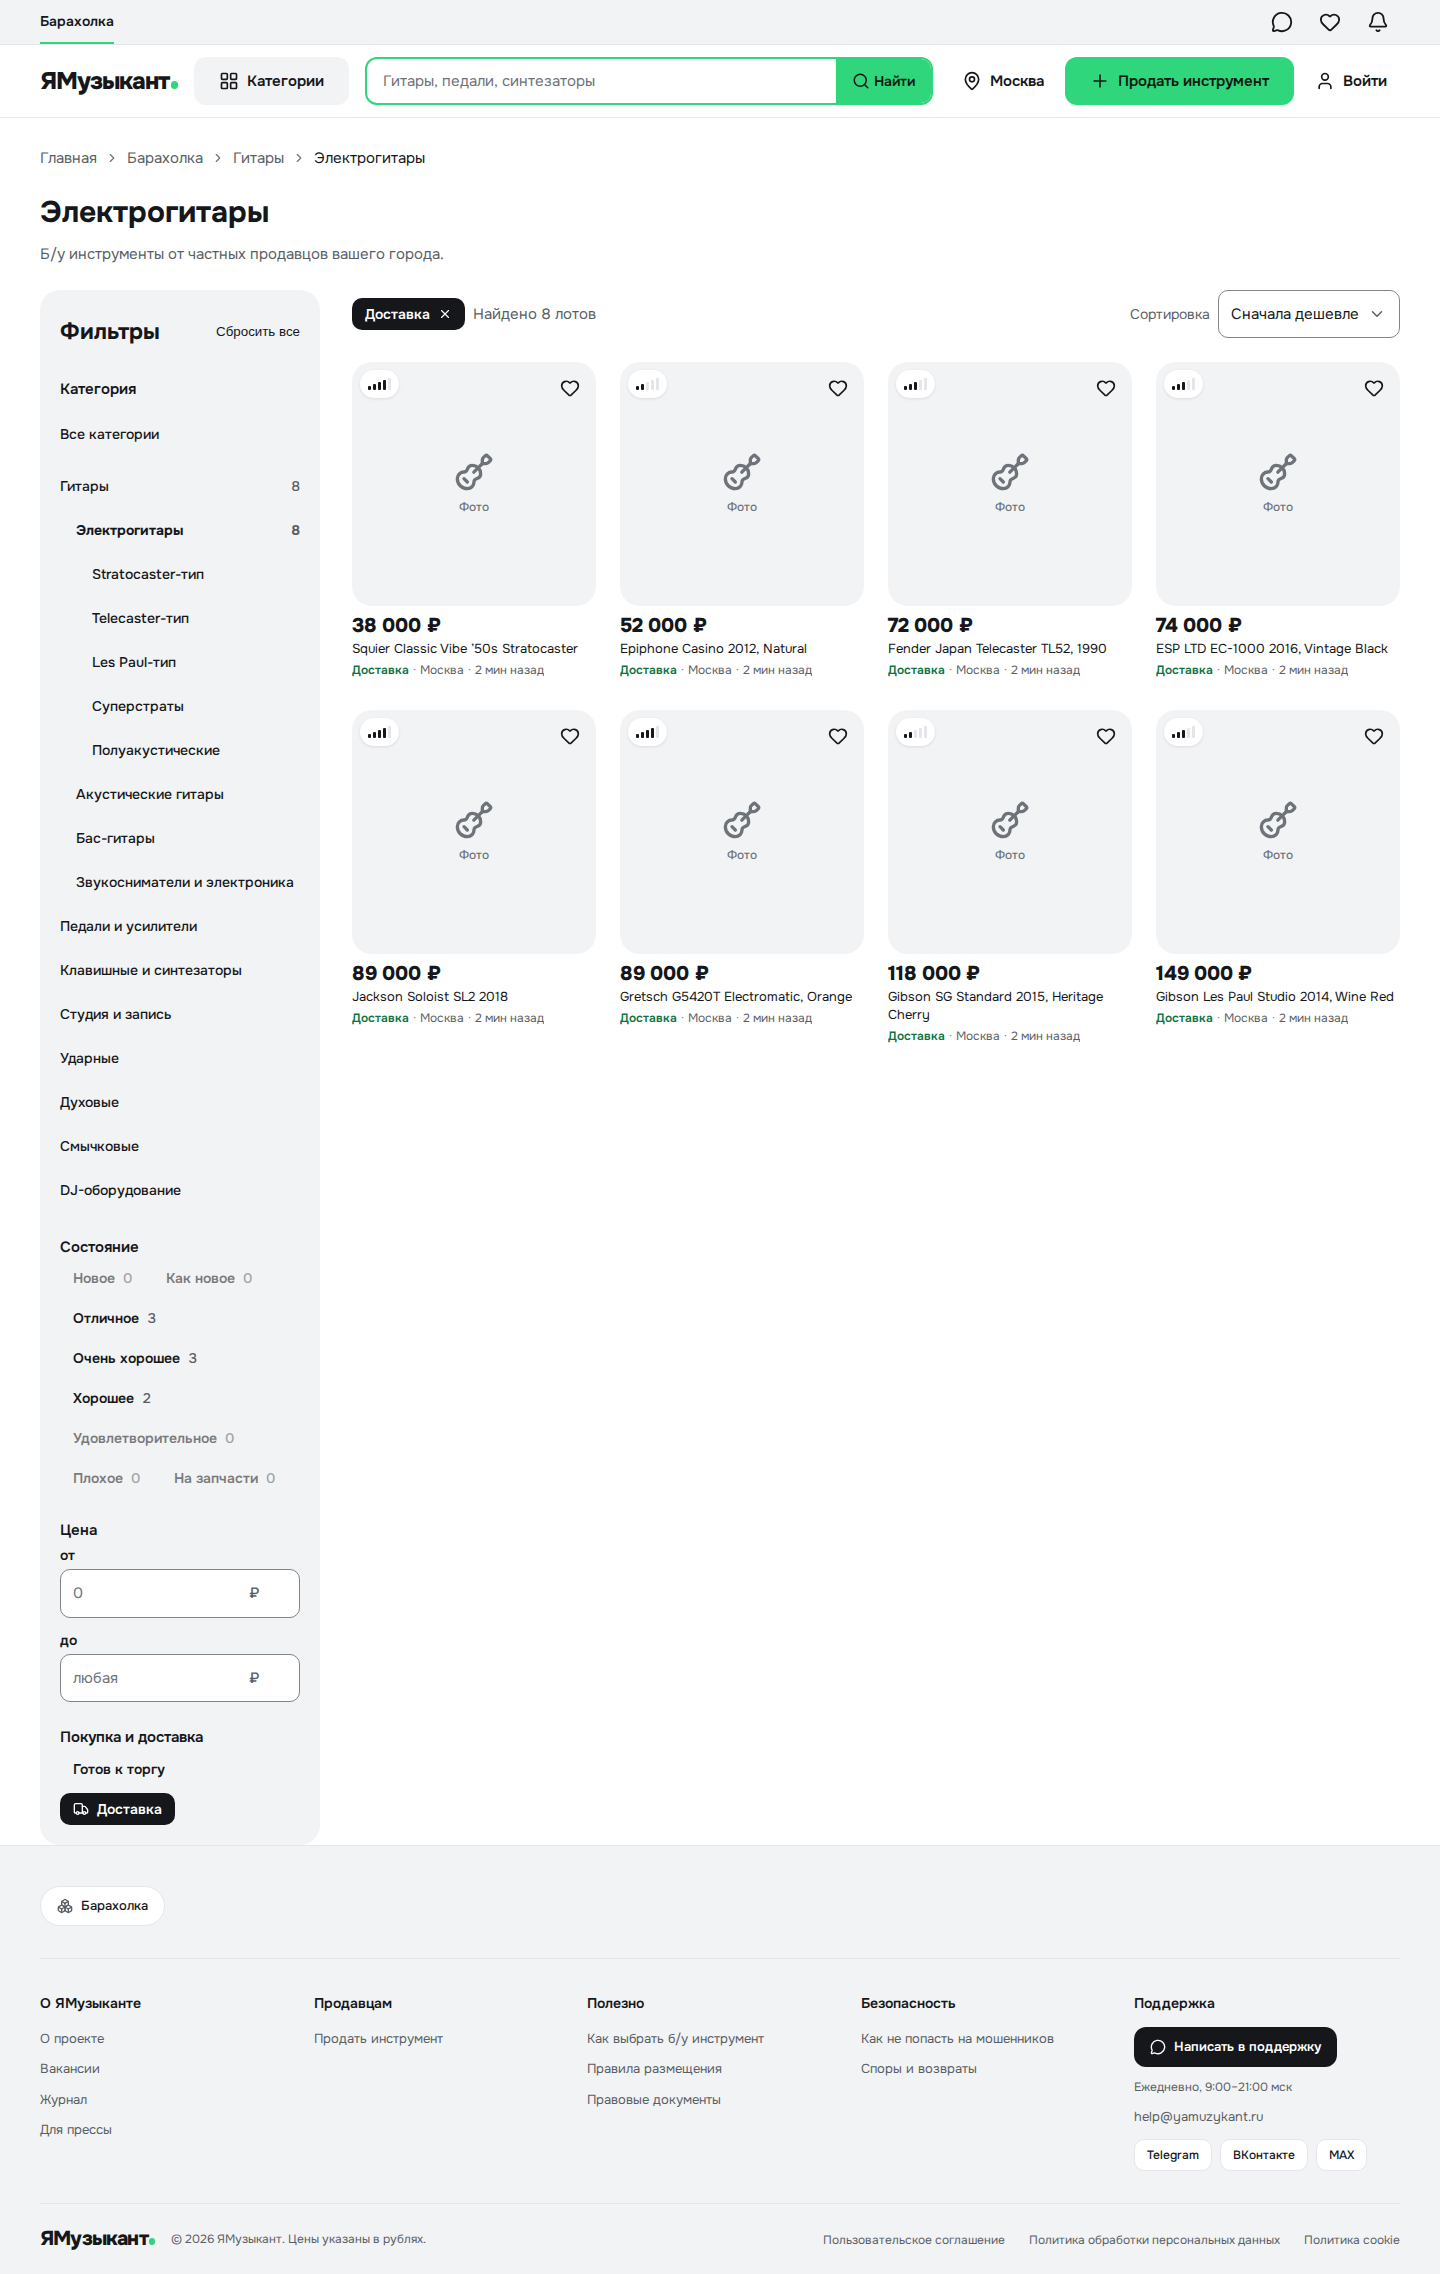 Барахолка
ЯМузыкант.
Категории
Гитары, педали, синтезаторы
Найти
Москва
Продать инструмент
Войти
Главная
Барахолка
Гитары
Электрогитары
Электрогитары
Б/у инструменты от частных продавцов вашего города.
Фильтры
Сбросить все
Категория
Все категории
Гитары 8
Электрогитары 8
Stratocaster-тип
Telecaster-тип
Les Paul-тип
Суперстраты
Полуакустические
Акустические гитары
Бас-гитары
Звукосниматели и электроника
Педали и усилители
Клавишные и синтезаторы
Студия и запись
Ударные
Духовые
Смычковые
DJ-оборудование
Состояние
Новое 0 Как новое 0
Отличное 3
Очень хорошее 3
Хорошее 2
Удовлетворительное 0
Плохое 0 На запчасти 0
Цена
от
0 ₽
до
любая ₽
Покупка и доставка
Готов к торгу
Доставка
Доставка
Найдено 8 лотов
Сортировка
Сначала дешевле
Фото
38 000 ₽
Squier Classic Vibe '50s Stratocaster
Доставка · Москва · 2 мин назад
Фото
52 000 ₽
Epiphone Casino 2012, Natural
Доставка · Москва · 2 мин назад
Фото
72 000 ₽
Fender Japan Telecaster TL52, 1990
Доставка · Москва · 2 мин назад
Фото
74 000 ₽
ESP LTD EC-1000 2016, Vintage Black
Доставка · Москва · 2 мин назад
Фото
89 000 ₽
Jackson Soloist SL2 2018
Доставка · Москва · 2 мин назад
Фото
89 000 ₽
Gretsch G5420T Electromatic, Orange
Доставка · Москва · 2 мин назад
Фото
118 000 ₽
Gibson SG Standard 2015, Heritage
Cherry
Доставка · Москва · 2 мин назад
Фото
149 000 ₽
Gibson Les Paul Studio 2014, Wine Red
Доставка · Москва · 2 мин назад
Барахолка
О ЯМузыканте
О проекте
Вакансии
Журнал
Для прессы
Продавцам
Продать инструмент
Полезно
Как выбрать б/у инструмент
Правила размещения
Правовые документы
Безопасность
Как не попасть на мошенников
Споры и возвраты
Поддержка
Написать в поддержку
Ежедневно, 9:00–21:00 мск
help@yamuzykant.ru
Telegram
ВКонтакте
MAX
ЯМузыкант.
© 2026 ЯМузыкант. Цены указаны в рублях.
Пользовательское соглашение
Политика обработки персональных данных
Политика cookie